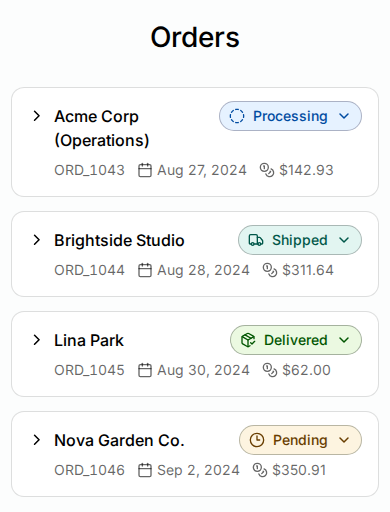 Orders
Acme Corp (Operations)
Processing
ORD_1043 Aug 27, 2024 $142.93
Brightside Studio
Shipped
ORD_1044 Aug 28, 2024 $311.64
Lina Park
Delivered
ORD_1045 Aug 30, 2024 $62.00
Nova Garden Co.
Pending
ORD_1046 Sep 2, 2024 $350.91